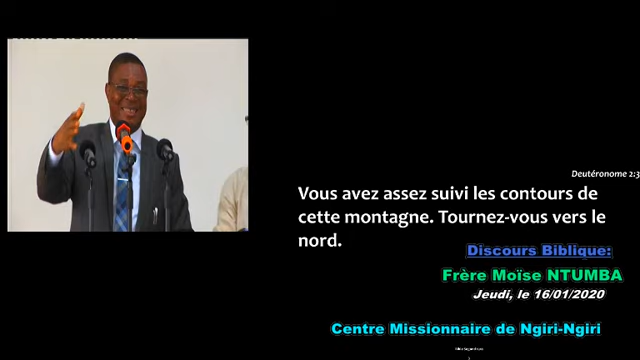 Deutéronome 2:3
Vous avez assez suivi les contours de
cette montagne. Tournez-vous vers le
nord.
Discours Biblique:
Frère Moïse NTUMBA
Jeudi, le 16/01/2020
Centre Missionnaire de Ngiri-Ngiri